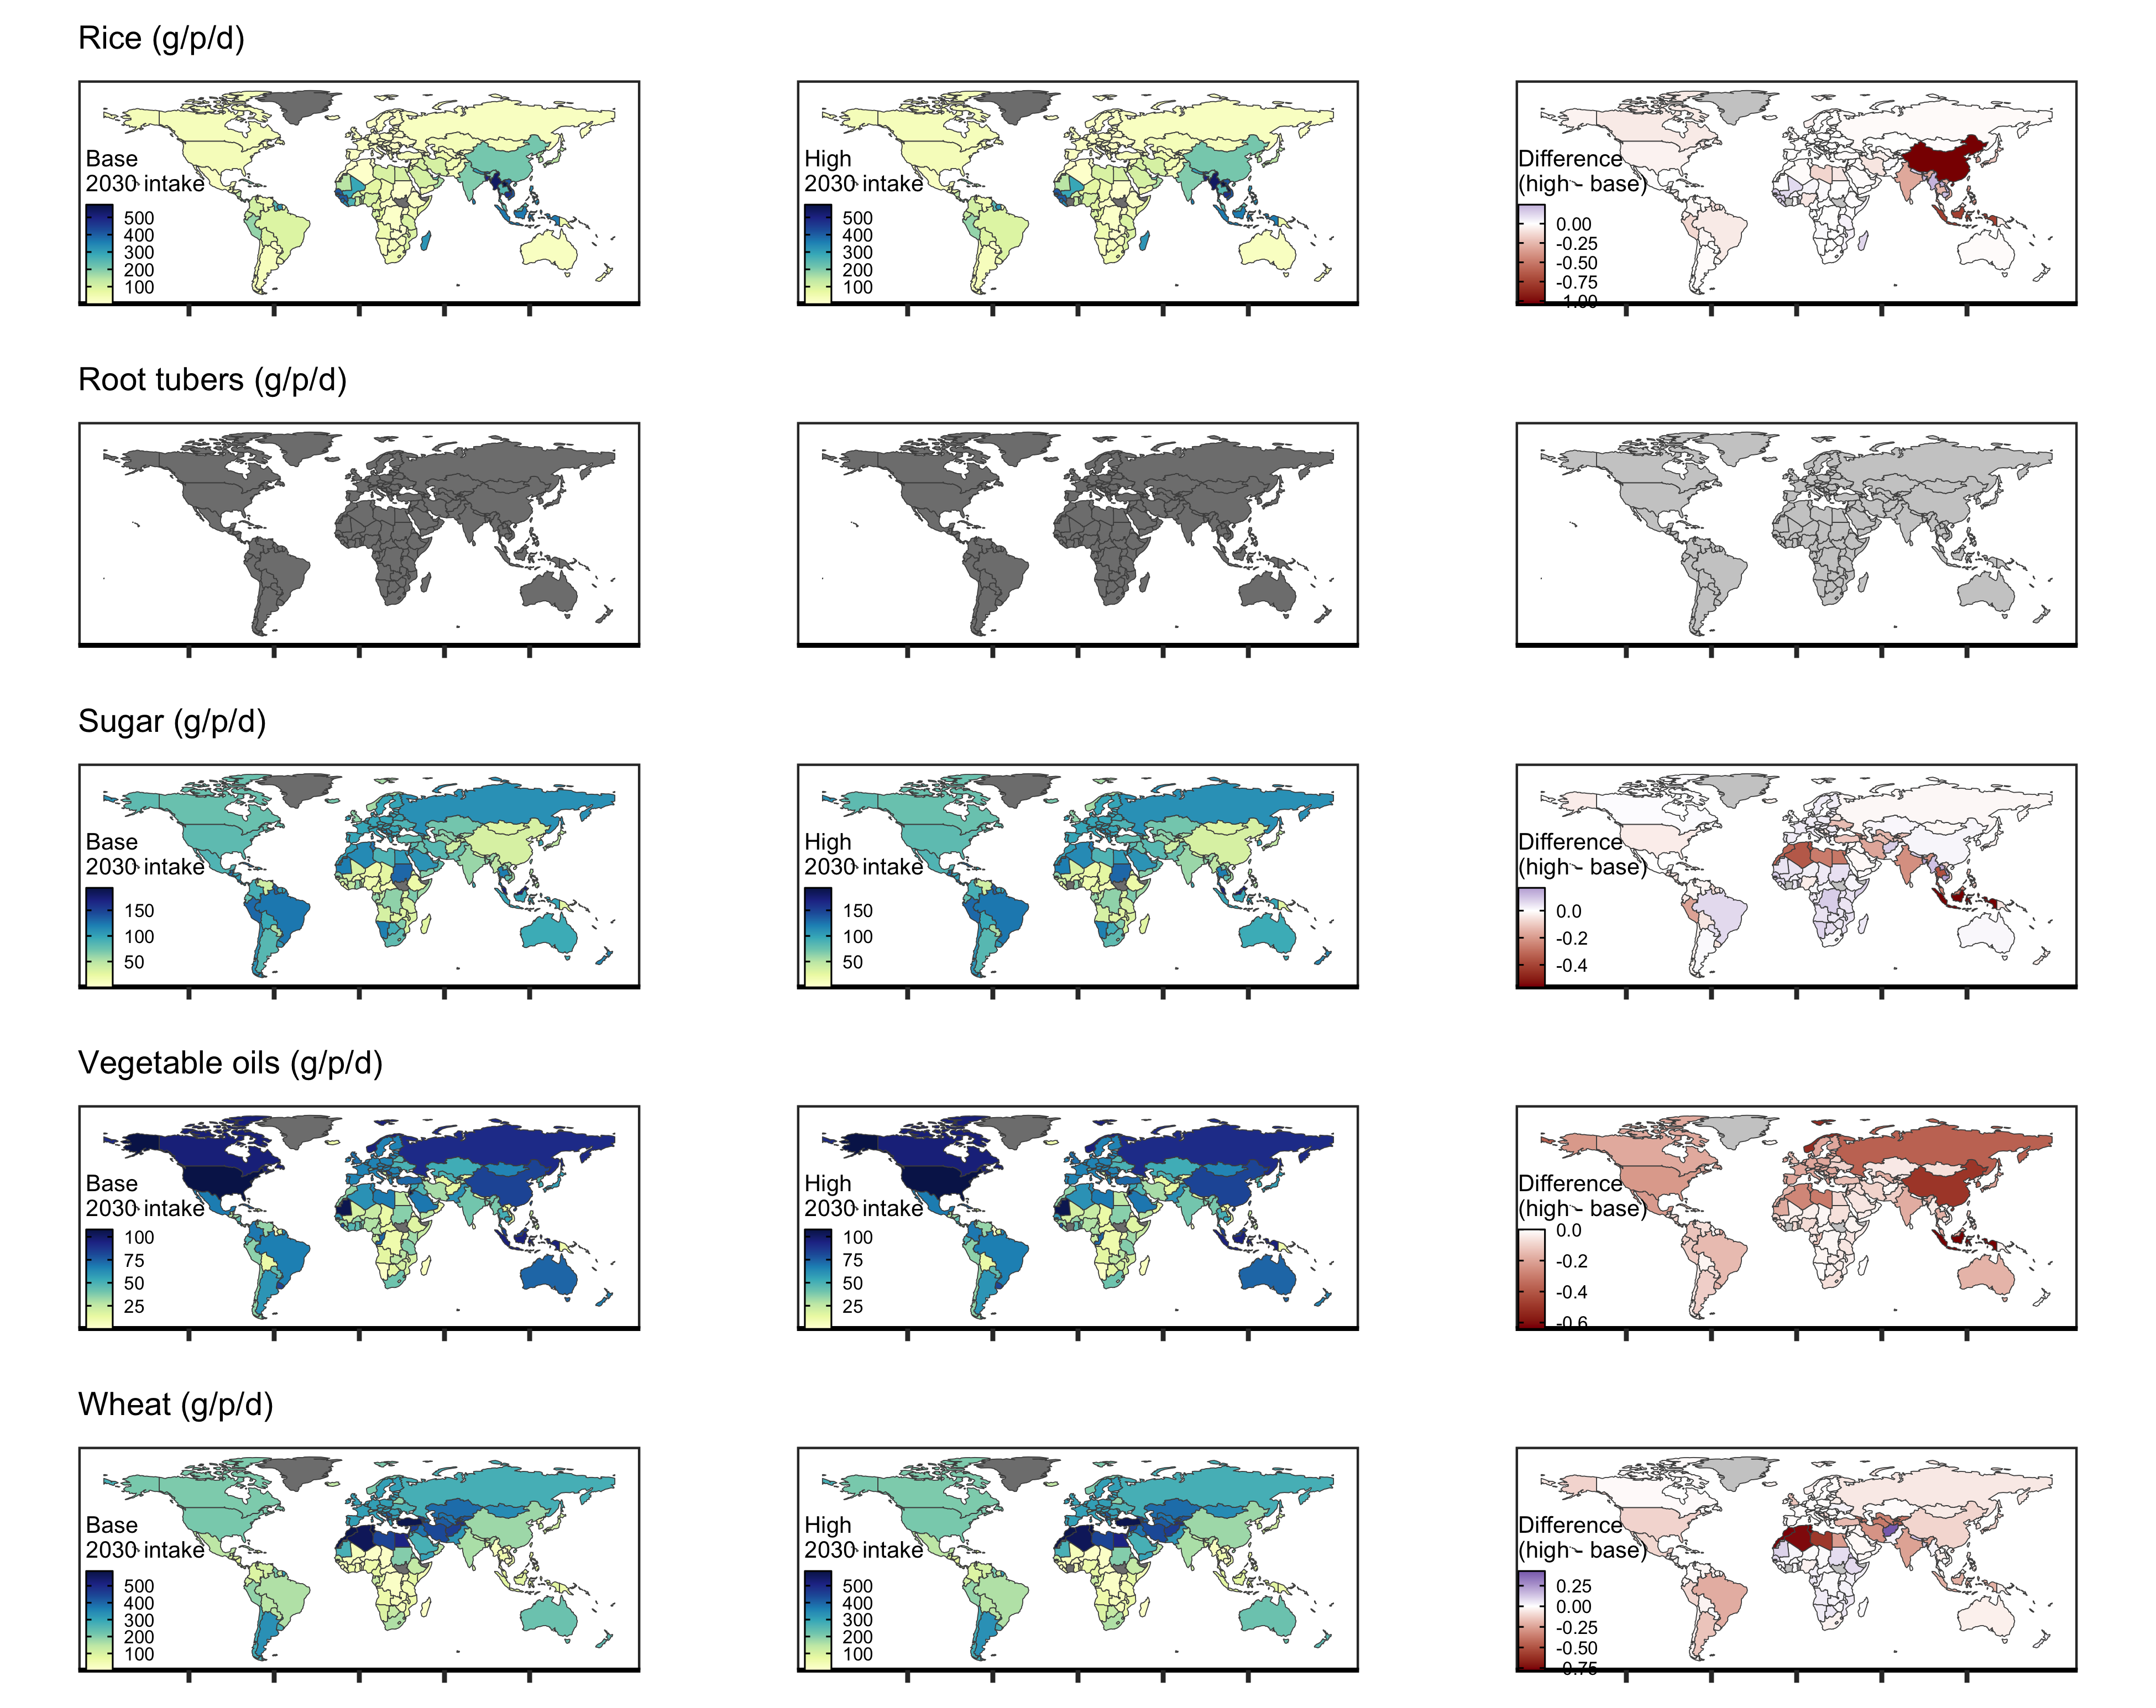 Rice (g/p/d)
Base
2030 intake
500
400
300
200
100
High
2030 intake
500
400
300
200
100
Difference
(high - base)
0.00
-0.25
-0.50
-0.75
-1.00
Root tubers (g/p/d)
Sugar (g/p/d)
Base
2030 intake
150
100
50
High
2030 intake
150
100
50
Difference
(high - base)
0.0
-0.2
-0.4
Vegetable oils (g/p/d)
Base
2030 intake
100
75
50
25
High
2030 intake
100
75
50
25
Difference
(high - base)
0.0
-0.2
-0.4
-0.6
Wheat (g/p/d)
Base
2030 intake
500
400
300
200
100
High
2030 intake
500
400
300
200
100
Difference
(high - base)
0.25
0.00
-0.25
-0.50
-0.75